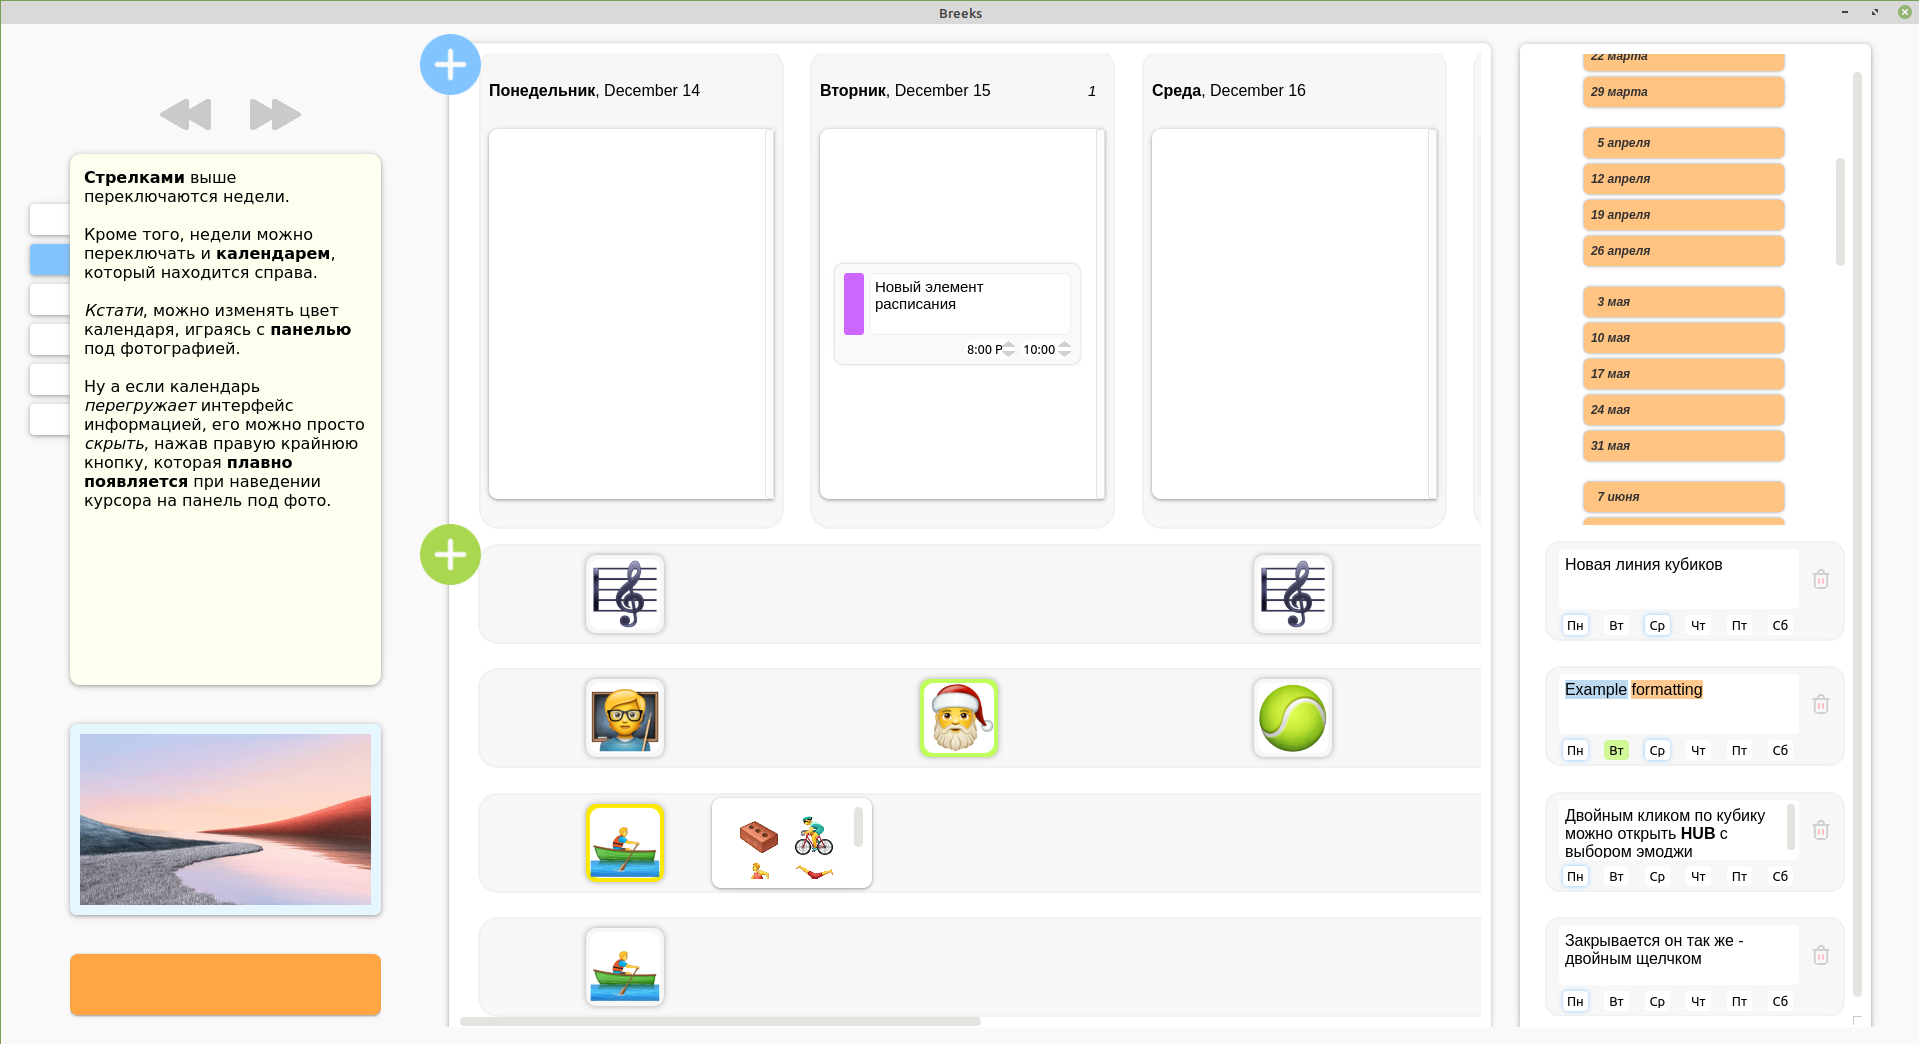 Breeks
Стрелками выше
переключаются недели.
Кроме того, недели можно
переключать и календарем,
который находится справа.
Кстати, можно изменять цвет
календаря, играясь с панелью
под фотографией.
Ну а если календарь
перегружает интерфейс
информацией, его можно просто
скрыть, нажав правую крайнюю
кнопку, которая плавно
появляется при наведении
курсора на панель под фото.
Понедельник, December 14
Вторник, December 15 1
Среда, December 16
Новый элемент
расписания
8:00 P 10:00
22 марта
29 марта
5 апреля
12 апреля
19 апреля
26 апреля
3 мая
10 мая
17 мая
24 мая
31 мая
7 июня
Новая линия кубиков
Пн Вт Ср Чт Пт Сб
Example formatting
Пн Вт Ср Чт Пт Сб
Двойным кликом по кубику
можно открыть HUB с
выбором эмоджи
Пн Вт Ср Чт Пт Сб
Закрывается он так же -
двойным щелчком
Пн Вт Ср Чт Пт Сб